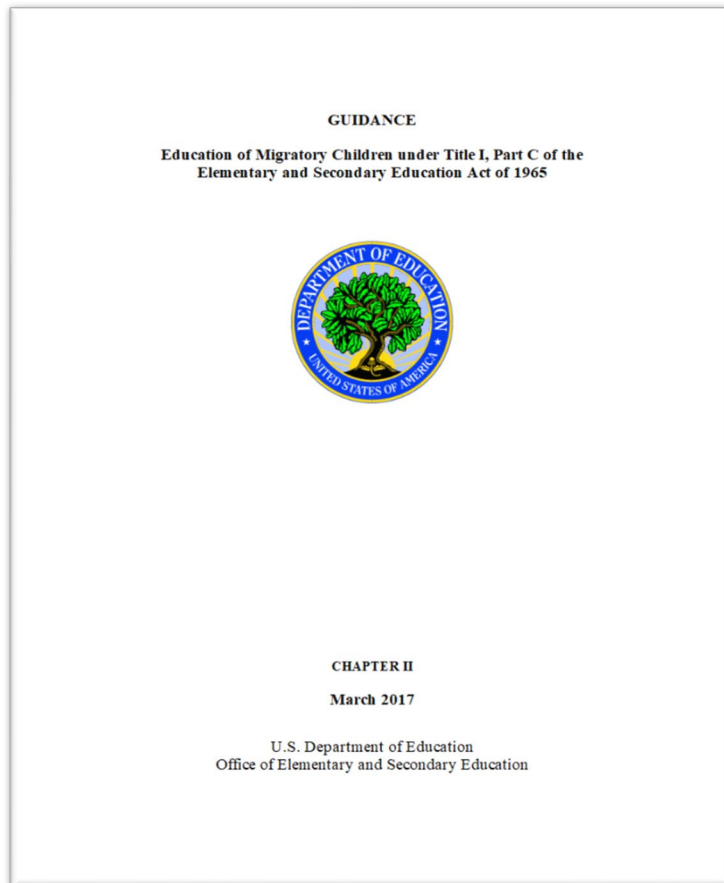 GUIDANCE
Education of Migratory Children under Title I, Part C of the
Elementary and Secondary Education Act of 1965
DEPARTMENT OF EDUCATION
UNITED STATES OF AMERICA
CHAPTER II
March 2017
U.S. Department of Education
Office of Elementary and Secondary Education